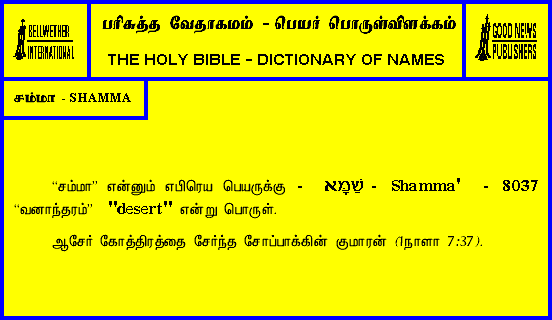 BELLWETHER
INTERNATIONAL
பரிசுத்த வேதாகமம் - பெயர் பொருள்விளக்கம்
THE HOLY BIBLE - DICTIONARY OF NAMES
GOOD NEWS
PUBLISHERS
சம்மா - SHAMMA
“சம்மா” என்னும் எபிரெய பெயருக்கு - שַׁמָּא - Shamma' - 8037
“வனாந்தரம்” "desert" என்று பொருள்.
ஆசேர் கோத்திரத்தை சேர்ந்த சோப்பாக்கின் குமாரன் (1நாளா 7:37).